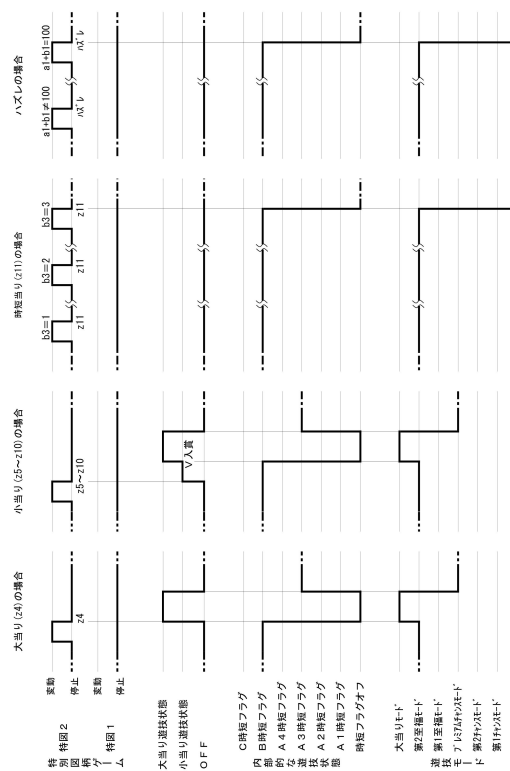 大当り(z4)の場合
小当り(z5～z10)の場合
時短当り(z11)の場合
ハズレの場合
特別図柄ゲーム
特図2
変動
停止
z4
z5～z10
b3=1
z11
b3=2
z11
b3=3
z11
a1+b1≠100
ﾊｽﾞﾚ
a1+b1=100
ﾊｽﾞﾚ
特図1
変動
停止
大当り遊技状態
小当り遊技状態
OFF
V入賞
内部的な遊技状態
C時短フラグ
B時短フラグ
A4時短フラグ
A3時短フラグ
A2時短フラグ
A1時短フラグ
時短フラグオフ
遊技モード
大当りﾓｰﾄﾞ
第2至福ﾓｰﾄﾞ
第1至福ﾓｰﾄﾞ
ﾌﾟﾚﾐｱﾑﾁｬﾝｽﾓｰﾄﾞ
第2ﾁｬﾝｽﾓｰﾄﾞ
第1ﾁｬﾝｽﾓｰﾄﾞ